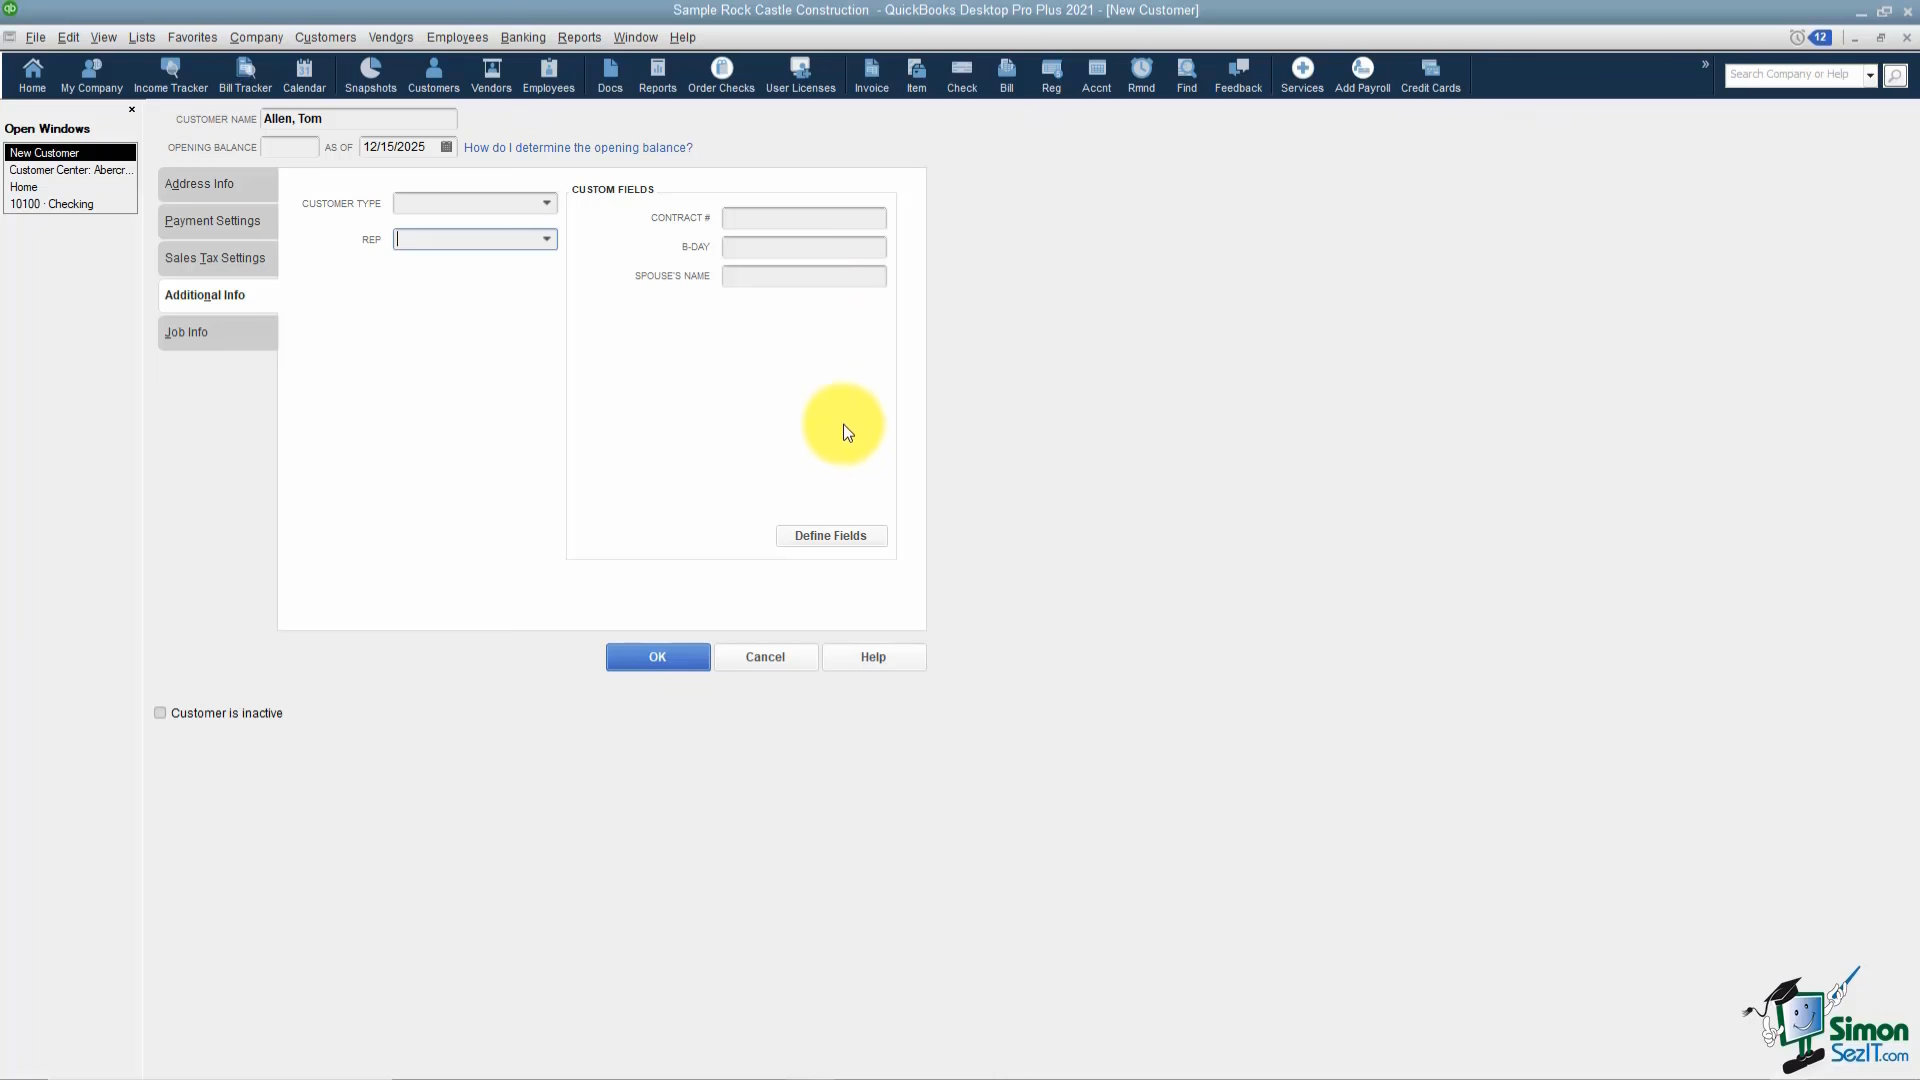 qb
Sample Rock Castle Construction - QuickBooks Desktop Pro Plus 2021 - [New Customer]
File Edit View Lists Favorites Company Customers Vendors Employees Banking Reports Window Help
12
Home My Company Income Tracker Bill Tracker Calendar Snapshots Customers Vendors Employees Docs Reports Order Checks User Licenses Invoice Item Check Bill Reg Accnt Rmnd Find Feedback Services Add Payroll Credit Cards
»
Search Company or Help
Open Windows
New Customer
Customer Center: Abercr...
Home
10100 · Checking
CUSTOMER NAME Allen, Tom
OPENING BALANCE AS OF 12/15/2025 How do I determine the opening balance?
Address Info
Payment Settings
Sales Tax Settings
Additional Info
Job Info
CUSTOMER TYPE
REP
CUSTOM FIELDS
CONTRACT #
B-DAY
SPOUSE'S NAME
Define Fields
OK Cancel Help
Customer is inactive
Simon
SezIT.com